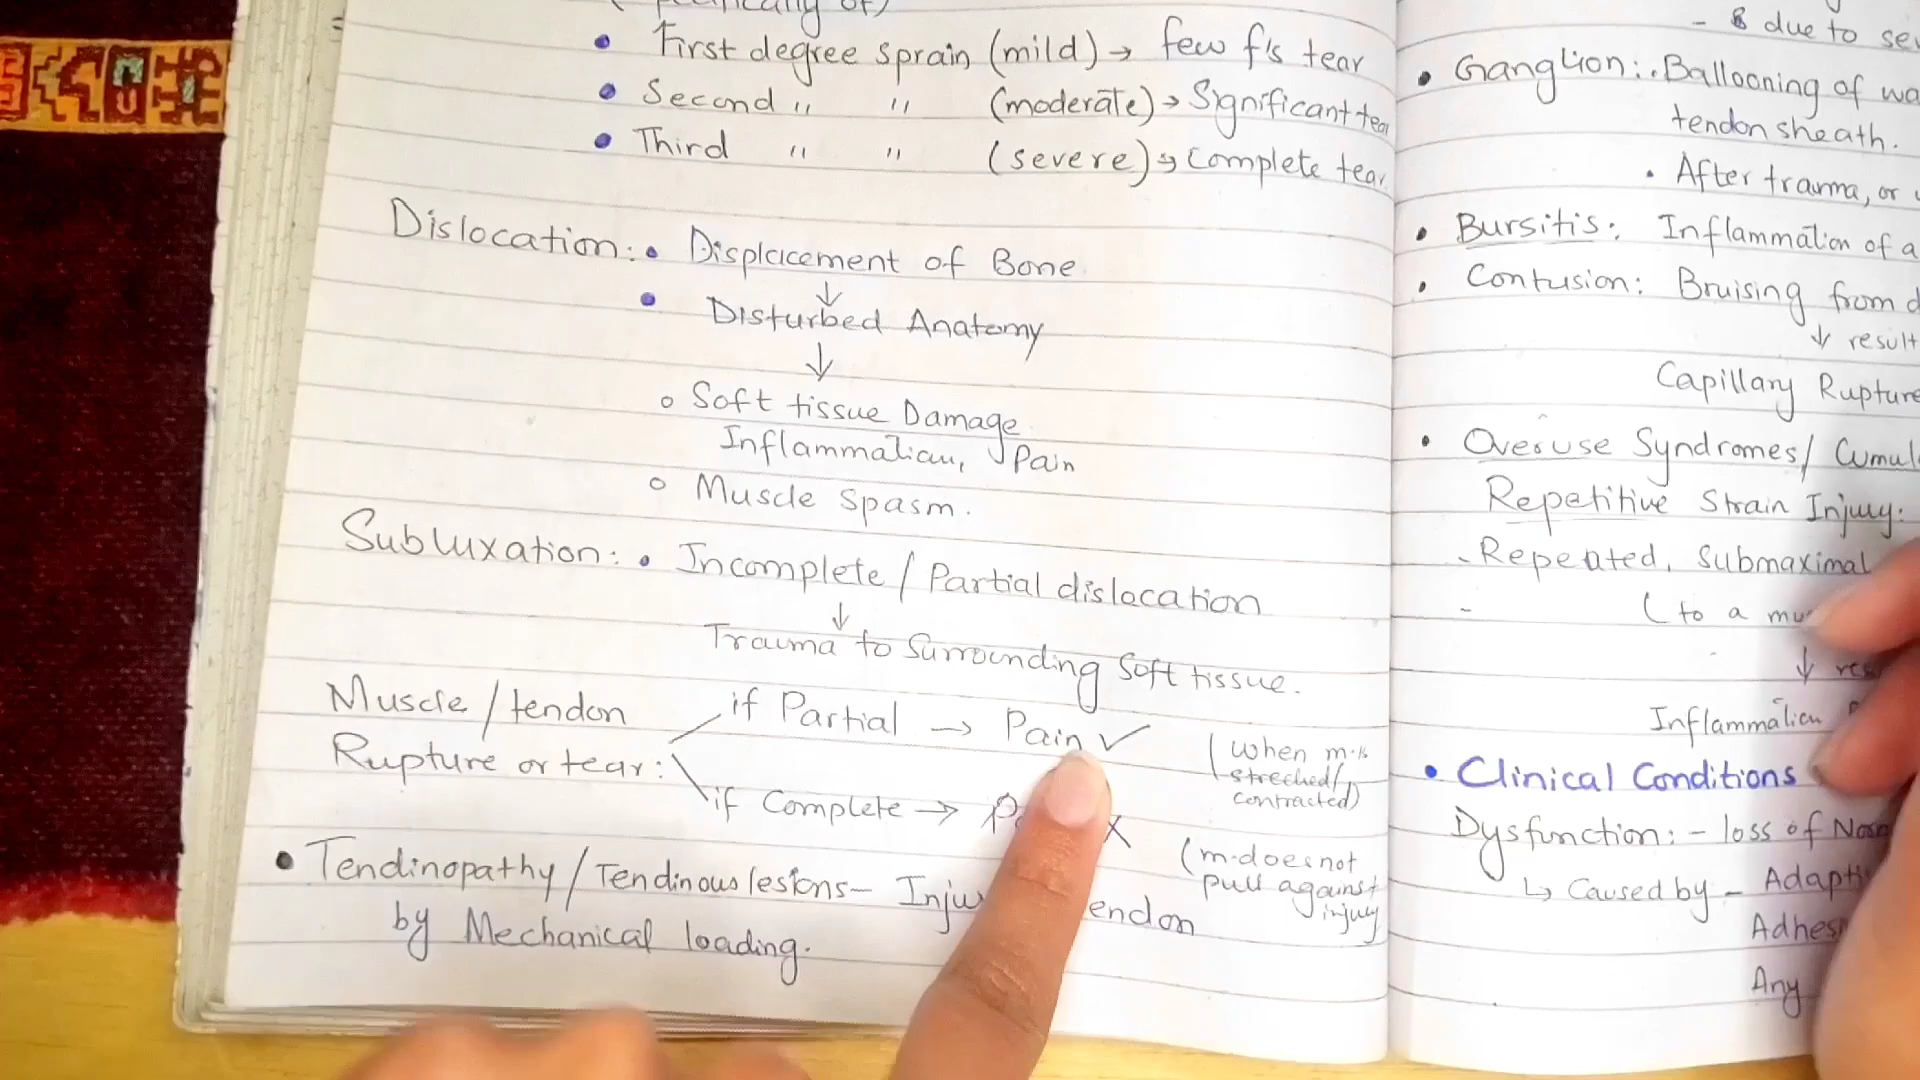 First degree sprain (mild) → few f's tear
Second " " (moderate) → Significant tear
Third " " (severe) → Complete tear
Dislocation: • Displacement of Bone
↓
• Disturbed Anatomy
↓
o Soft tissue Damage
Inflammation, Pain
o Muscle spasm.
Subluxation: • Incomplete / Partial dislocation
↓
Trauma to Surrounding Soft tissue.
Muscle / tendon
Rupture or tear:
if Partial → Pain ✓
(when m. is
streched/
contracted)
if Complete → X
(m. does not
pull against
injury
• Tendinopathy / Tendinous lesions - endon
by Mechanical loading.
- due to
• Ganglion: • Ballooning of
tendon sheath.
• After trauma, or
• Bursitis: Inflammation of a
• Contusion: Bruising from
↓ result
Capillary Rupture
• Overuse Syndromes/
Repetitive Strain Injury:
- Repeated, submaximal
- (to a
↓
Inflammation
• Clinical Conditions
Dysfunction: - loss of
↳ Caused by -
Any